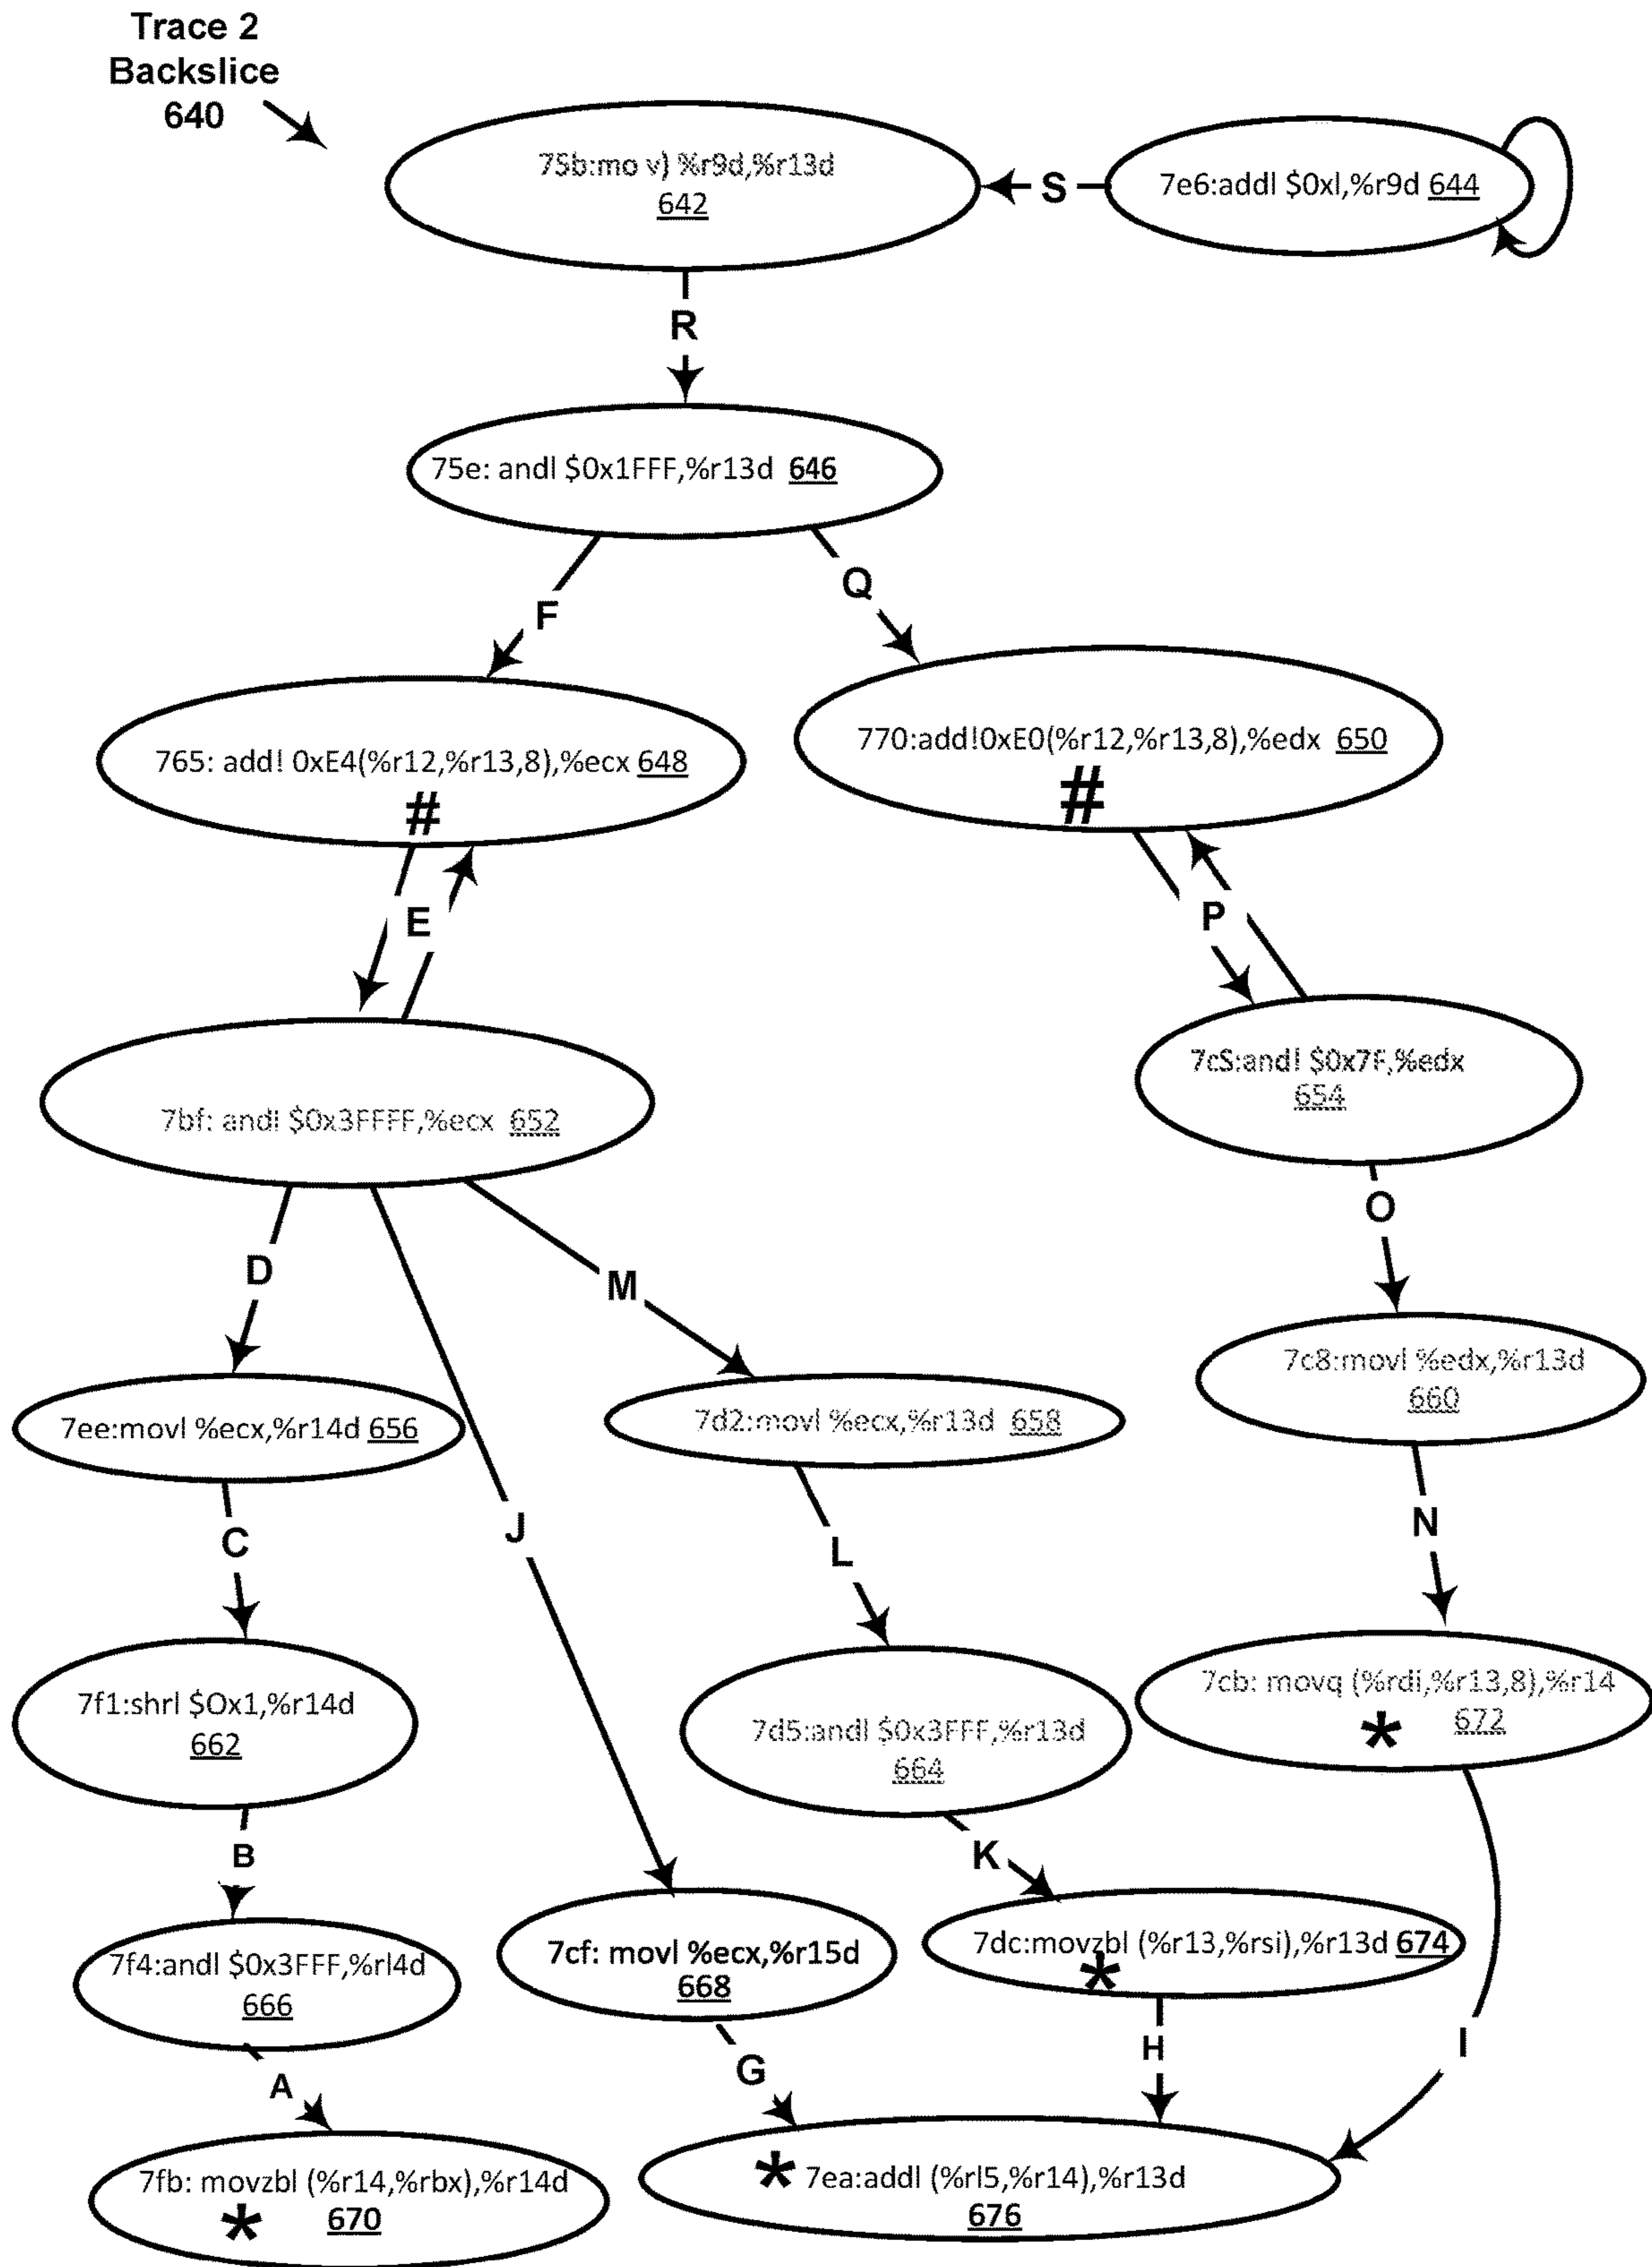 Trace 2
Backslice
640
75b:mo v) %r9d,%r13d
642
S
7e6:addl $0xl,%r9d 644
R
75e: andl $0x1FFF,%r13d 646
F
Q
765: add! 0xE4(%r12,%r13,8),%ecx 648
#
770:add!0xE0(%r12,%r13,8),%edx 650
#
E
P
7bf: andl $0x3FFFF,%ecx 652
7cS:and! $0x7F,%edx
654
D
M
O
7ee:movl %ecx,%r14d 656
7d2:movl %ecx,%r13d 658
7c8:movl %edx,%r13d
660
C
J
L
N
7f1:shrl $Ox1,%r14d
662
7d5:andl $0x3FFF,%r13d
664
7cb: movq (%rdi,%r13,8),%r14
* 672
B
K
7f4:andl $0x3FFF,%rl4d
666
7cf: movl %ecx,%r15d
668
7dc:movzbl (%r13,%rsi),%r13d 674
*
A
G
H
I
7fb: movzbl (%r14,%rbx),%r14d
* 670
* 7ea:addl (%rl5,%r14),%r13d
676